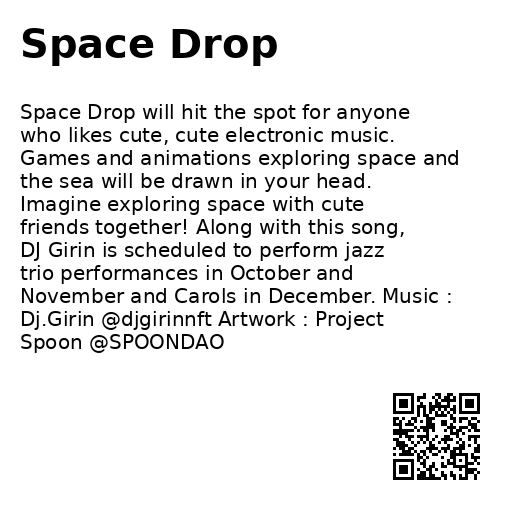 Space Drop
Space Drop will hit the spot for anyone
who likes cute, cute electronic music.
Games and animations exploring space and
the sea will be drawn in your head.
Imagine exploring space with cute
friends together! Along with this song,
DJ Girin is scheduled to perform jazz
trio performances in October and
November and Carols in December. Music :
Dj.Girin @djgirinnft Artwork : Project
Spoon @SPOONDAO